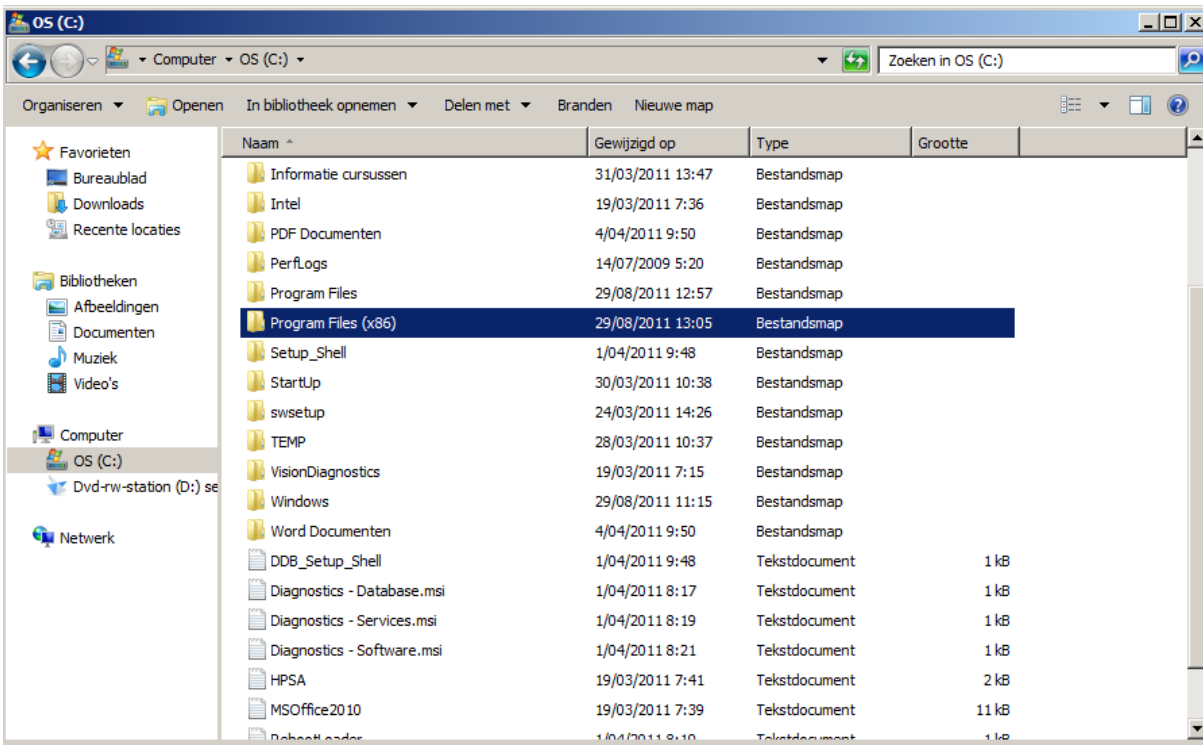 OS (C:)
Computer OS (C:)
Zoeken in OS (C:)
Organiseren Openen In bibliotheek opnemen Delen met Branden Nieuwe map
Favorieten
Bureaublad
Downloads
Recente locaties
Bibliotheken
Afbeeldingen
Documenten
Muziek
Video's
Computer
OS (C:)
Dvd-rw-station (D:) se
Netwerk
Naam Gewijzigd op Type Grootte
Informatie cursussen 31/03/2011 13:47 Bestandsmap
Intel 19/03/2011 7:36 Bestandsmap
PDF Documenten 4/04/2011 9:50 Bestandsmap
PerfLogs 14/07/2009 5:20 Bestandsmap
Program Files 29/08/2011 12:57 Bestandsmap
Program Files (x86) 29/08/2011 13:05 Bestandsmap
Setup_Shell 1/04/2011 9:48 Bestandsmap
StartUp 30/03/2011 10:38 Bestandsmap
swsetup 24/03/2011 14:26 Bestandsmap
TEMP 28/03/2011 10:37 Bestandsmap
VisionDiagnostics 19/03/2011 7:15 Bestandsmap
Windows 29/08/2011 11:15 Bestandsmap
Word Documenten 4/04/2011 9:50 Bestandsmap
DDB_Setup_Shell 1/04/2011 9:48 Tekstdocument 1 kB
Diagnostics - Database.msi 1/04/2011 8:17 Tekstdocument 1 kB
Diagnostics - Services.msi 1/04/2011 8:19 Tekstdocument 1 kB
Diagnostics - Software.msi 1/04/2011 8:21 Tekstdocument 1 kB
HPSA 19/03/2011 7:41 Tekstdocument 2 kB
MSOffice2010 19/03/2011 7:39 Tekstdocument 11 kB
RebootLoader 1/04/2011 8:10 Tekstdocument 1 kB